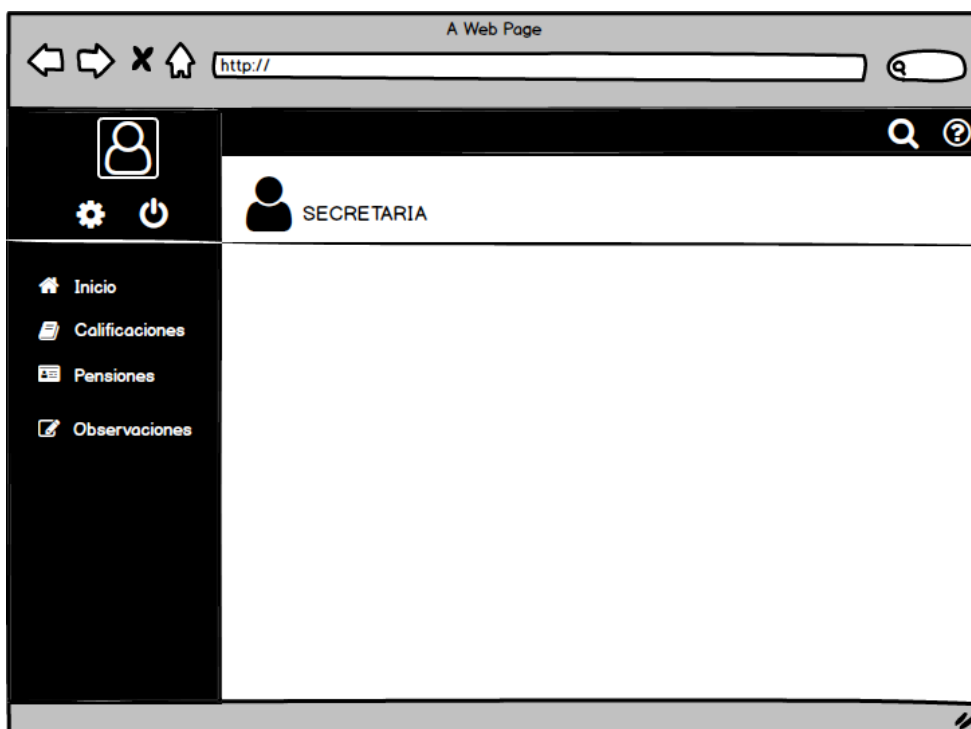 A Web Page
http://
SECRETARIA
Inicio
Calificaciones
Pensiones
Observaciones